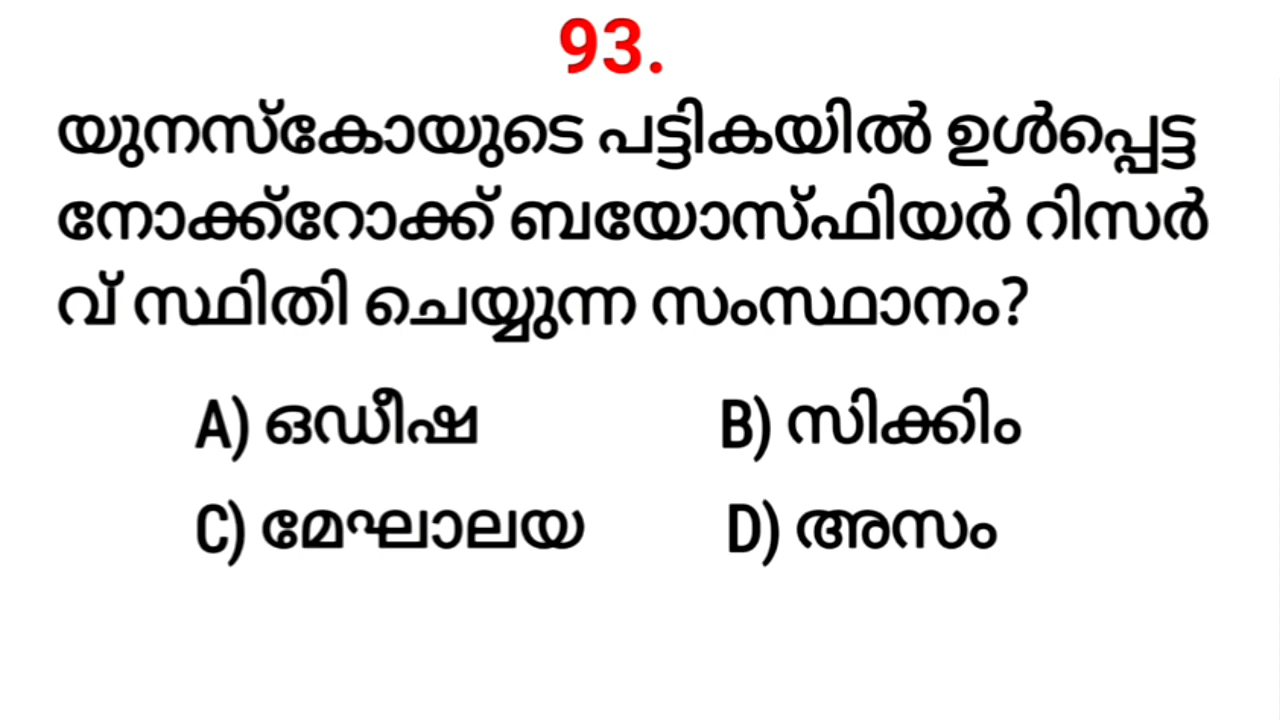 93.
യുനസ്കോയുടെ പട്ടികയിൽ ഉൾപ്പെട്ട
നോക്ക്റോക്ക് ബയോസ്ഫിയർ റിസർ
വ് സ്ഥിതി ചെയ്യുന്ന സംസ്ഥാനം?
A) ഒഡീഷ B) സിക്കിം
C) മേഘാലയ D) അസം